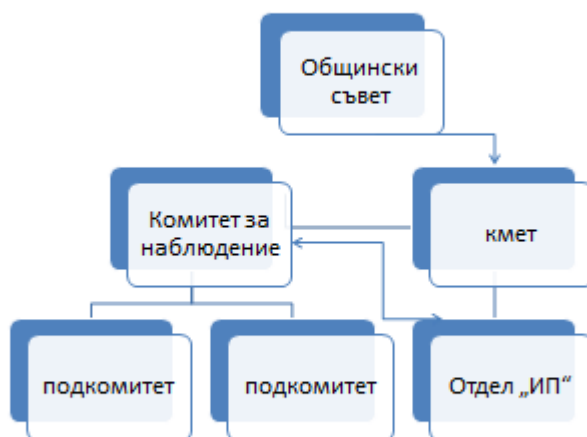 Общински
съвет
Комитет за
наблюдение
кмет
подкомитет
подкомитет
Отдел „ИП“